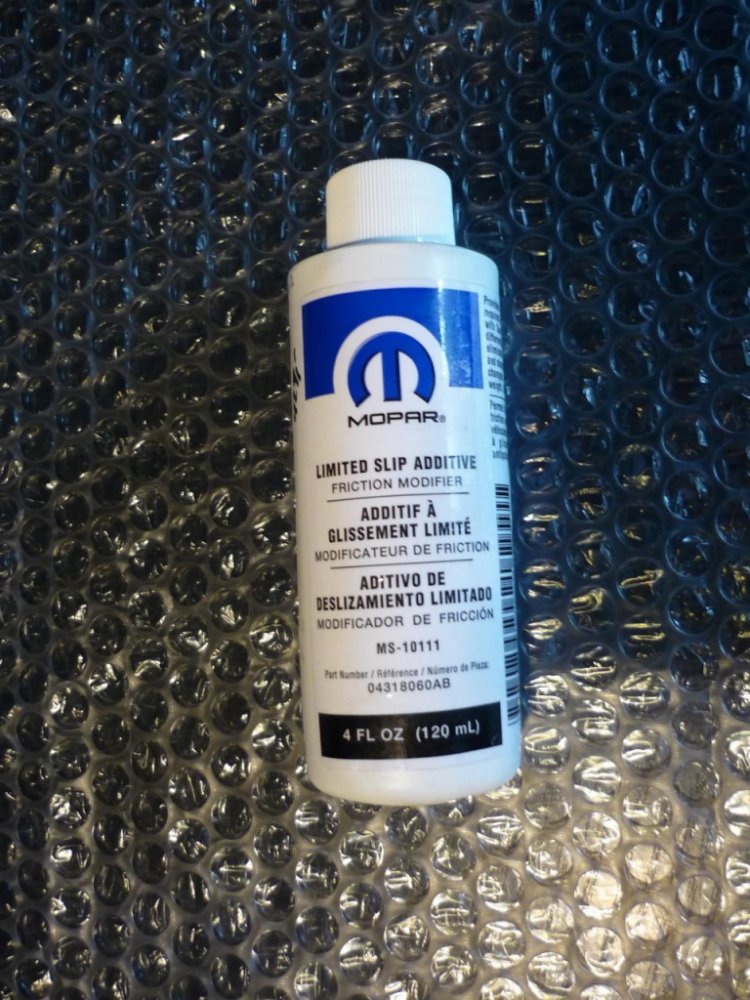 MOPAR®
LIMITED SLIP ADDITIVE
FRICTION MODIFIER
ADDITIF À
GLISSEMENT LIMITÉ
MODIFICATEUR DE FRICTION
ADITIVO DE
DESLIZAMIENTO LIMITADO
MODIFICADOR DE FRICCIÓN
MS-10111
Part Number / Référence / Número de Pieza:
04318060AB
4 FL OZ (120 mL)